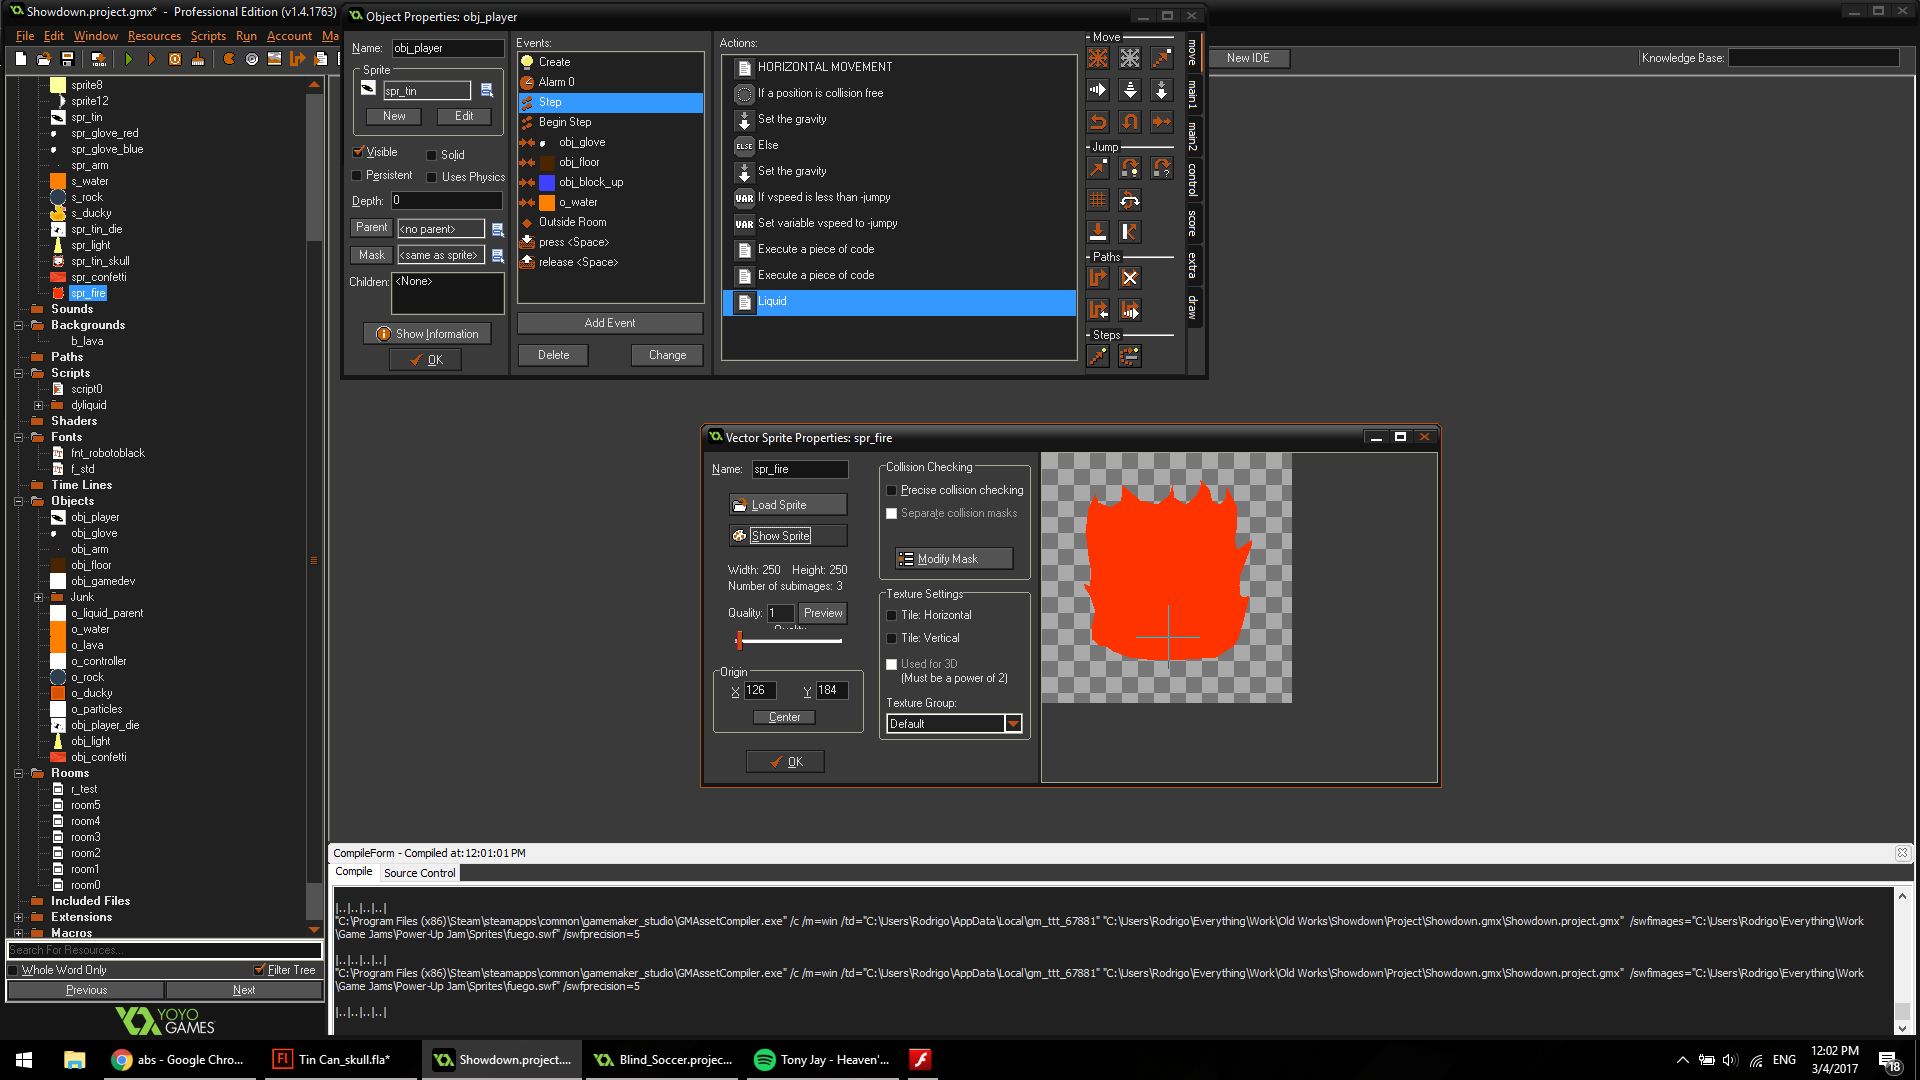 Showdown.project.gmx* - Professional Edition (v1.4.1763)
File Edit Window Resources Scripts Run Account Ma
New IDE
Knowledge Base:
sprite8
sprite12
spr_tin
spr_glove_red
spr_glove_blue
spr_arm
s_water
s_rock
s_ducky
spr_tin_die
spr_light
spr_tin_skull
spr_confetti
spr_fire
Sounds
Backgrounds
b_lava
Paths
Scripts
script0
dyliquid
Shaders
Fonts
fnt_robotoblack
f_std
Time Lines
Objects
obj_player
obj_glove
obj_arm
obj_floor
obj_gamedev
Junk
o_liquid_parent
o_water
o_lava
o_controller
o_rock
o_ducky
o_particles
obj_player_die
obj_light
obj_confetti
Rooms
r_test
room5
room4
room3
room2
room1
room0
Included Files
Extensions
Macros
Search For Resources...
Whole Word Only
Filter Tree
Previous
Next
YOYO
GAMES
Object Properties: obj_player
Name: obj_player
Sprite
spr_tin
New
Edit
Visible
Solid
Persistent
Uses Physics
Depth: 0
Parent <no parent>
Mask <same as sprite>
Children: <None>
Show Information
OK
Events:
Create
Alarm 0
Step
Begin Step
obj_glove
obj_floor
obj_block_up
o_water
Outside Room
press <Space>
release <Space>
Add Event
Delete
Change
Actions:
HORIZONTAL MOVEMENT
If a position is collision free
Set the gravity
ELSE Else
Set the gravity
VAR If vspeed is less than -jumpy
VAR Set variable vspeed to -jumpy
Execute a piece of code
Execute a piece of code
Liquid
Move
Jump
Paths
Steps
move
main1
main2
control
score
extra
draw
Vector Sprite Properties: spr_fire
Name: spr_fire
Load Sprite
Show Sprite
Width: 250 Height: 250
Number of subimages: 3
Quality: 1 Preview
Quality
Origin
X 126 Y 184
Center
OK
Collision Checking
Precise collision checking
Separate collision masks
Modify Mask
Texture Settings
Tile: Horizontal
Tile: Vertical
Used for 3D
(Must be a power of 2)
Texture Group:
Default
CompileForm - Compiled at:12:01:01 PM
Compile Source Control
|..|..|..|..|
"C:\Program Files (x86)\Steam\steamapps\common\gamemaker_studio\GMAssetCompiler.exe" /c /m=win /td="C:\Users\Rodrigo\AppData\Local\gm_ttt_67881" "C:\Users\Rodrigo\Everything\Work\Old Works\Showdown\Project\Showdown.gmx\Showdown.project.gmx" /swfimages="C:\Users\Rodrigo\Everything\Work
\Game Jams\Power-Up Jam\Sprites\fuego.swf" /swfprecision=5
|..|..|..|..|
"C:\Program Files (x86)\Steam\steamapps\common\gamemaker_studio\GMAssetCompiler.exe" /c /m=win /td="C:\Users\Rodrigo\AppData\Local\gm_ttt_67881" "C:\Users\Rodrigo\Everything\Work\Old Works\Showdown\Project\Showdown.gmx\Showdown.project.gmx" /swfimages="C:\Users\Rodrigo\Everything\Work
\Game Jams\Power-Up Jam\Sprites\fuego.swf" /swfprecision=5
|..|..|..|..|
abs - Google Chro...
Fl Tin Can_skull.fla*
Showdown.project....
Blind_Soccer.projec...
Tony Jay - Heaven'...
ENG
12:02 PM
3/4/2017
18